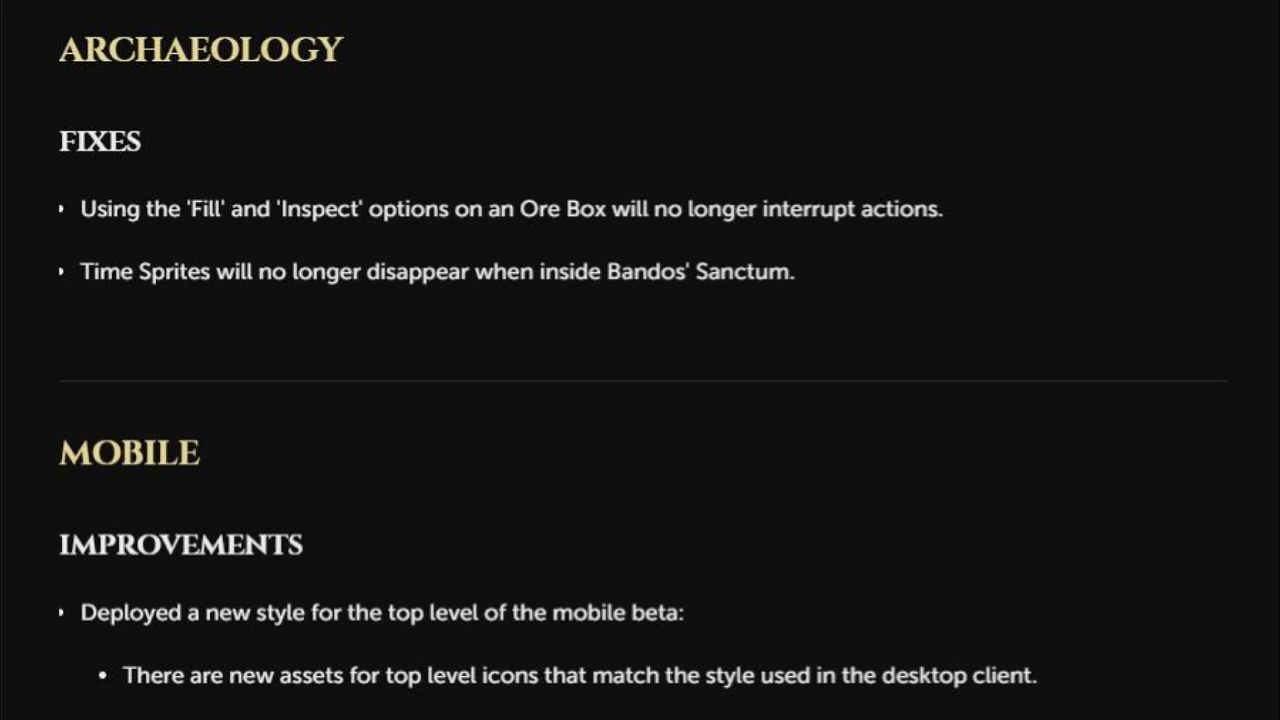 ARCHAEOLOGY
FIXES
Using the 'Fill' and 'Inspect' options on an Ore Box will no longer interrupt actions.
Time Sprites will no longer disappear when inside Bandos' Sanctum.
MOBILE
IMPROVEMENTS
Deployed a new style for the top level of the mobile beta:
There are new assets for top level icons that match the style used in the desktop client.